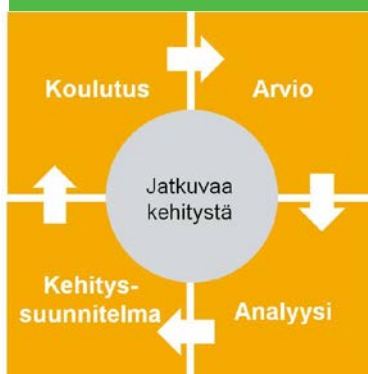 Koulutus
Arvio
Jatkuvaa
kehitystä
Kehitys-
suunnitelma
Analyysi